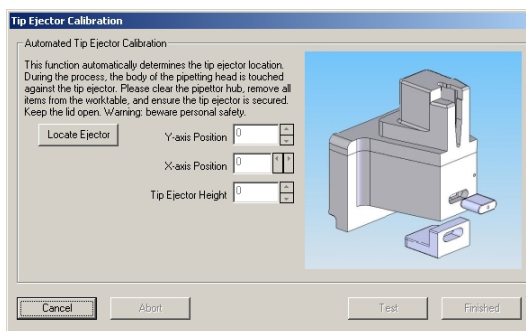 Tip Ejector Calibration
Automated Tip Ejector Calibration
This function automatically determines the tip ejector location.
During the process, the body of the pipetting head is touched
against the tip ejector. Please clear the pipettor hub, remove all
items from the worktable, and ensure the tip ejector is secured.
Keep the lid open. Warning: beware personal safety.
Locate Ejector
Y-axis Position 0
X-axis Position 0
Tip Ejector Height 0
Cancel Abort Test Finished